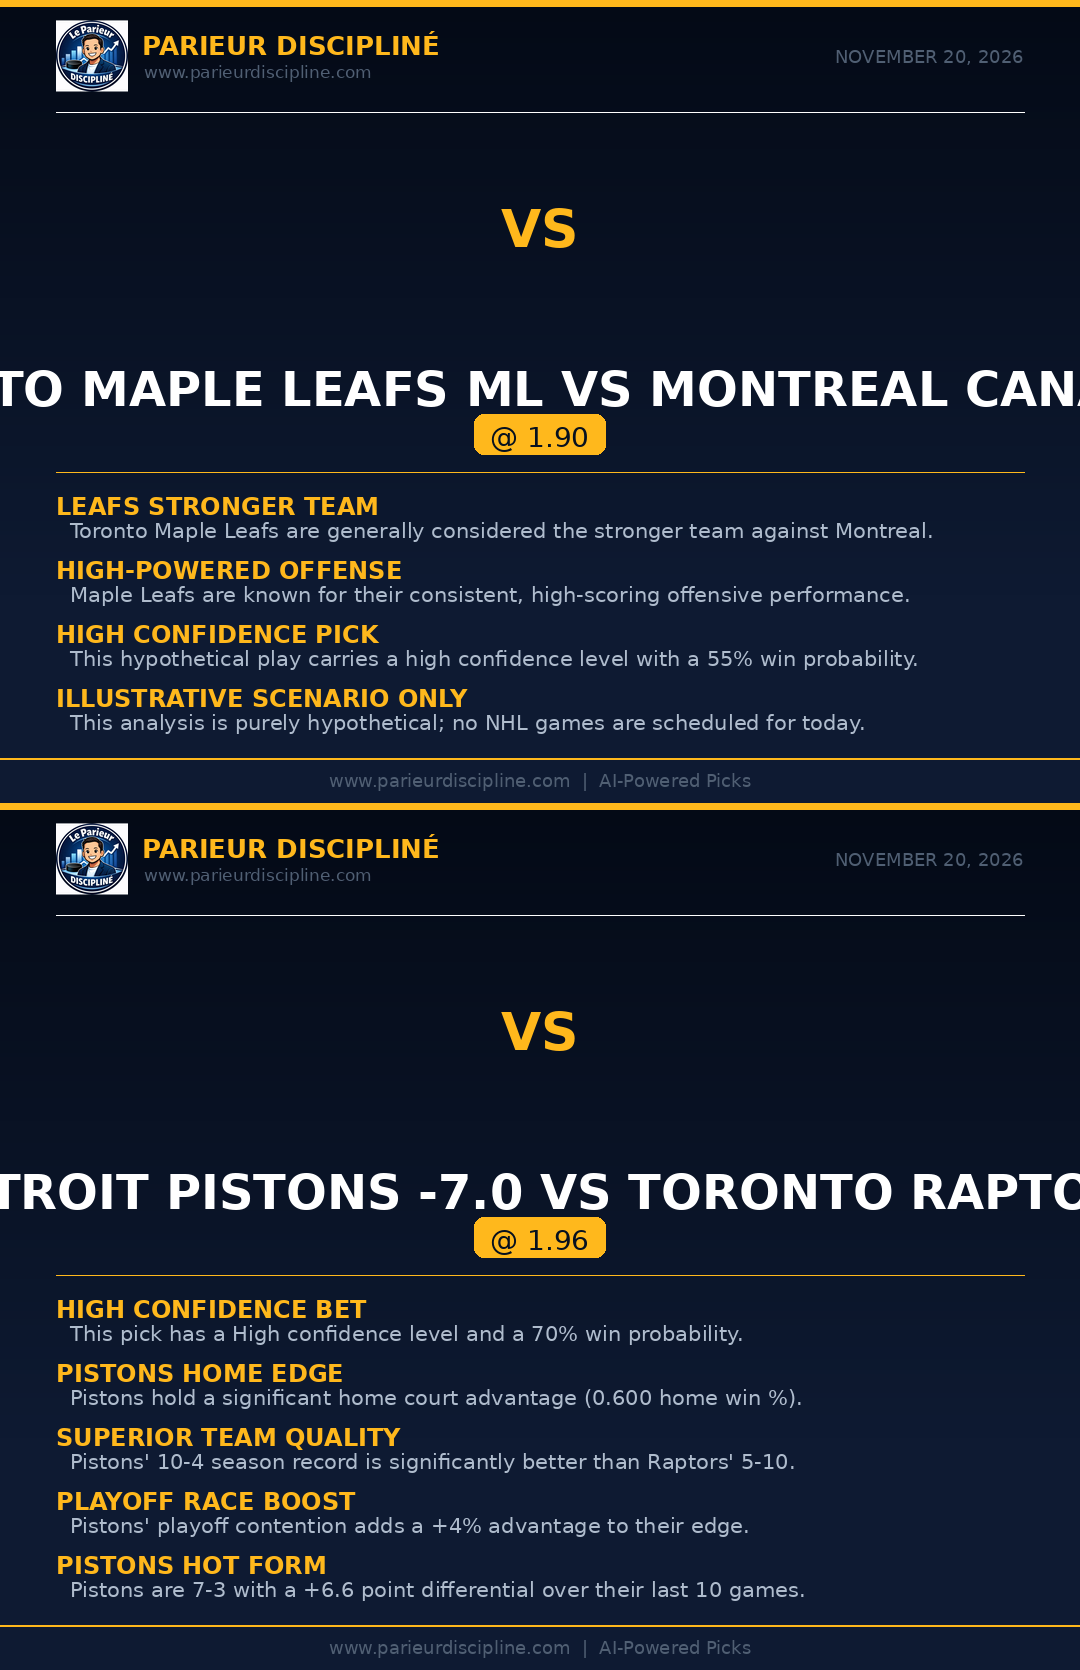 Le Parieur
DISCIPLINÉ
PARIEUR DISCIPLINÉ
www.parieurdiscipline.com
NOVEMBER 20, 2026
VS
TO MAPLE LEAFS ML VS MONTREAL CANA
@ 1.90
LEAFS STRONGER TEAM
Toronto Maple Leafs are generally considered the stronger team against Montreal.
HIGH-POWERED OFFENSE
Maple Leafs are known for their consistent, high-scoring offensive performance.
HIGH CONFIDENCE PICK
This hypothetical play carries a high confidence level with a 55% win probability.
ILLUSTRATIVE SCENARIO ONLY
This analysis is purely hypothetical; no NHL games are scheduled for today.
www.parieurdiscipline.com | AI-Powered Picks
Le Parieur
DISCIPLINÉ
PARIEUR DISCIPLINÉ
www.parieurdiscipline.com
NOVEMBER 20, 2026
VS
TROIT PISTONS -7.0 VS TORONTO RAPTO
@ 1.96
HIGH CONFIDENCE BET
This pick has a High confidence level and a 70% win probability.
PISTONS HOME EDGE
Pistons hold a significant home court advantage (0.600 home win %).
SUPERIOR TEAM QUALITY
Pistons' 10-4 season record is significantly better than Raptors' 5-10.
PLAYOFF RACE BOOST
Pistons' playoff contention adds a +4% advantage to their edge.
PISTONS HOT FORM
Pistons are 7-3 with a +6.6 point differential over their last 10 games.
www.parieurdiscipline.com | AI-Powered Picks